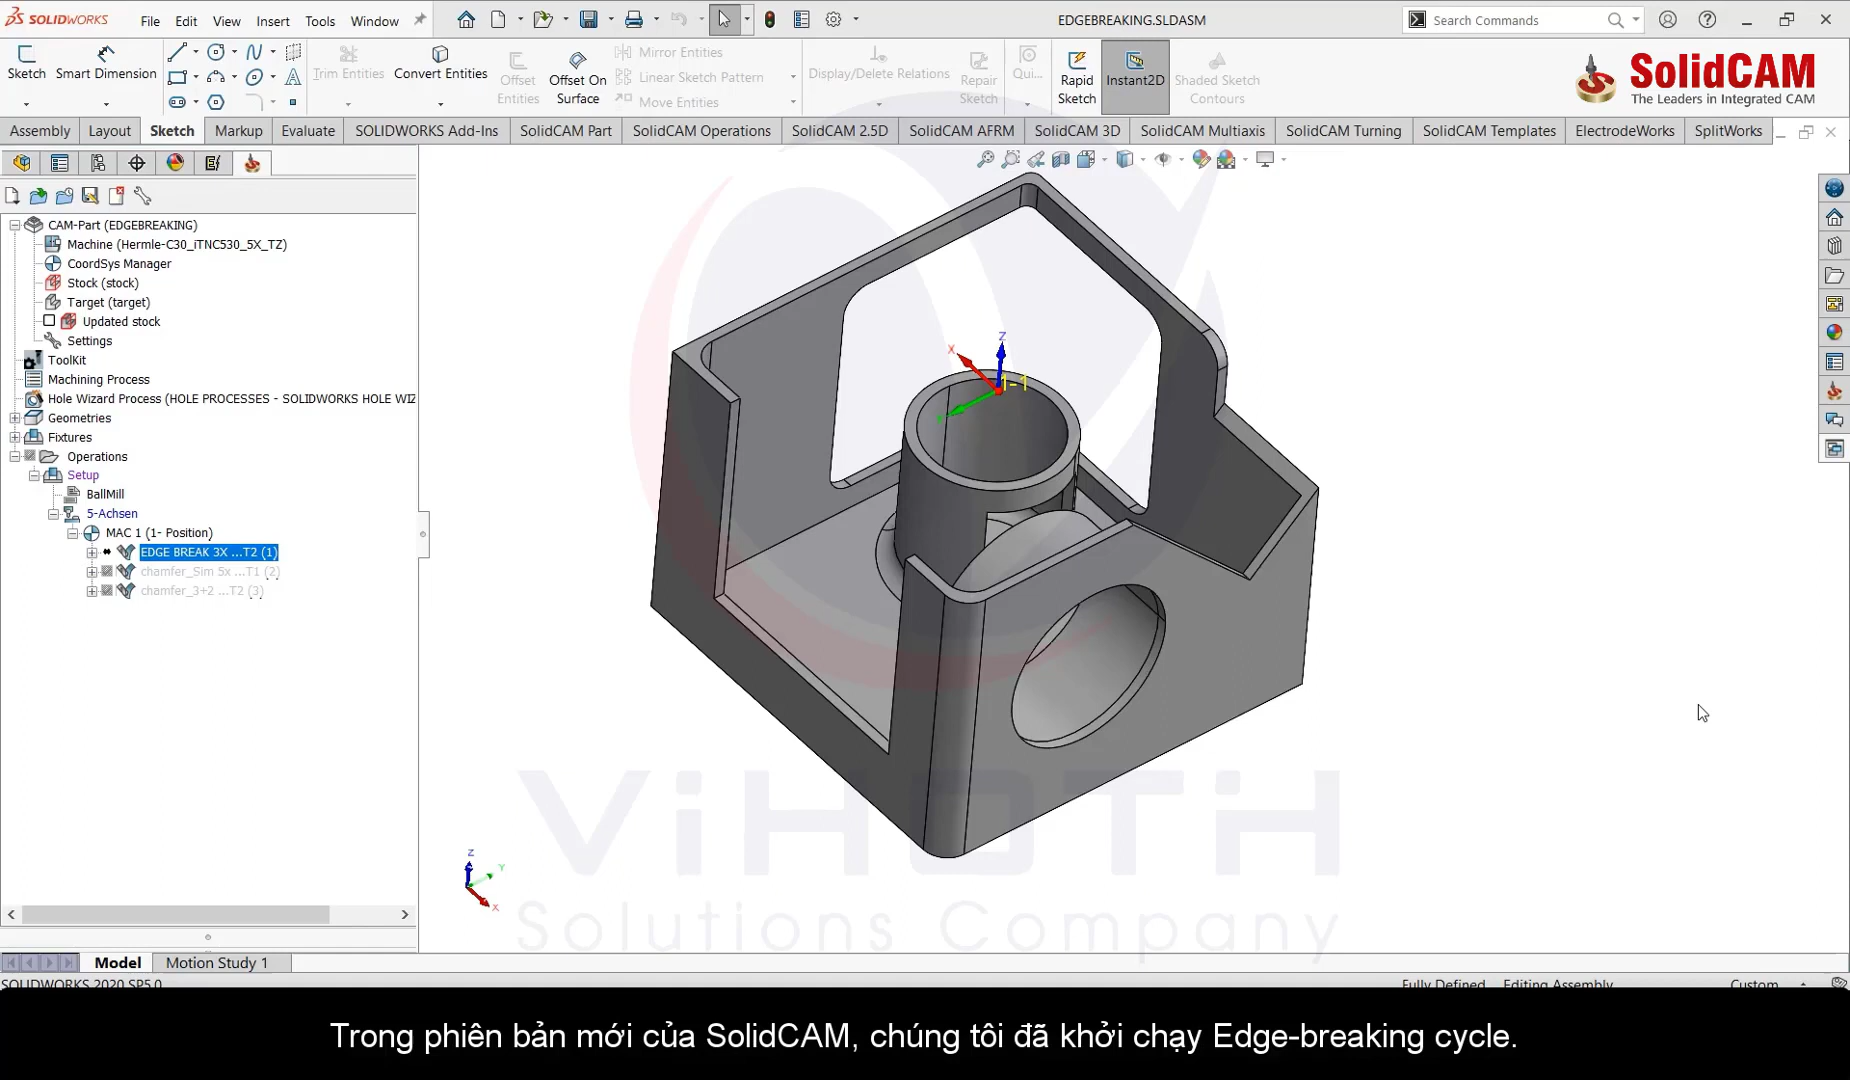 SOLIDWORKS File Edit View Insert Tools Window EDGEBREAKING.SLDASM Search Commands
Sketch Smart Dimension Trim Entities Convert Entities Offset Entities Offset On Surface Mirror Entities Linear Sketch Pattern Move Entities Display/Delete Relations Repair Sketch Qui... Rapid Sketch Instant2D Shaded Sketch Contours
SolidCAM
The Leaders in Integrated CAM
Assembly Layout Sketch Markup Evaluate SOLIDWORKS Add-Ins SolidCAM Part SolidCAM Operations SolidCAM 2.5D SolidCAM AFRM SolidCAM 3D SolidCAM Multiaxis SolidCAM Turning SolidCAM Templates ElectrodeWorks SplitWorks
CAM-Part (EDGEBREAKING)
Machine (Hermle-C30_iTNC530_5X_TZ)
CoordSys Manager
Stock (stock)
Target (target)
Updated stock
Settings
ToolKit
Machining Process
Hole Wizard Process (HOLE PROCESSES - SOLIDWORKS HOLE WIZ
Geometries
Fixtures
Operations
Setup
BallMill
5-Achsen
MAC 1 (1- Position)
EDGE BREAK 3X ...T2 (1)
chamfer_Sim 5x ...T1 (2)
chamfer_3+2 ...T2 (3)
Z
X
1-1
Z
Y
X
ViHOTH
Solutions Company
Model Motion Study 1
SOLIDWORKS 2020 SP5.0 Fully Defined Editing Assembly Custom
Trong phiên bản mới của SolidCAM, chúng tôi đã khởi chạy Edge-breaking cycle.